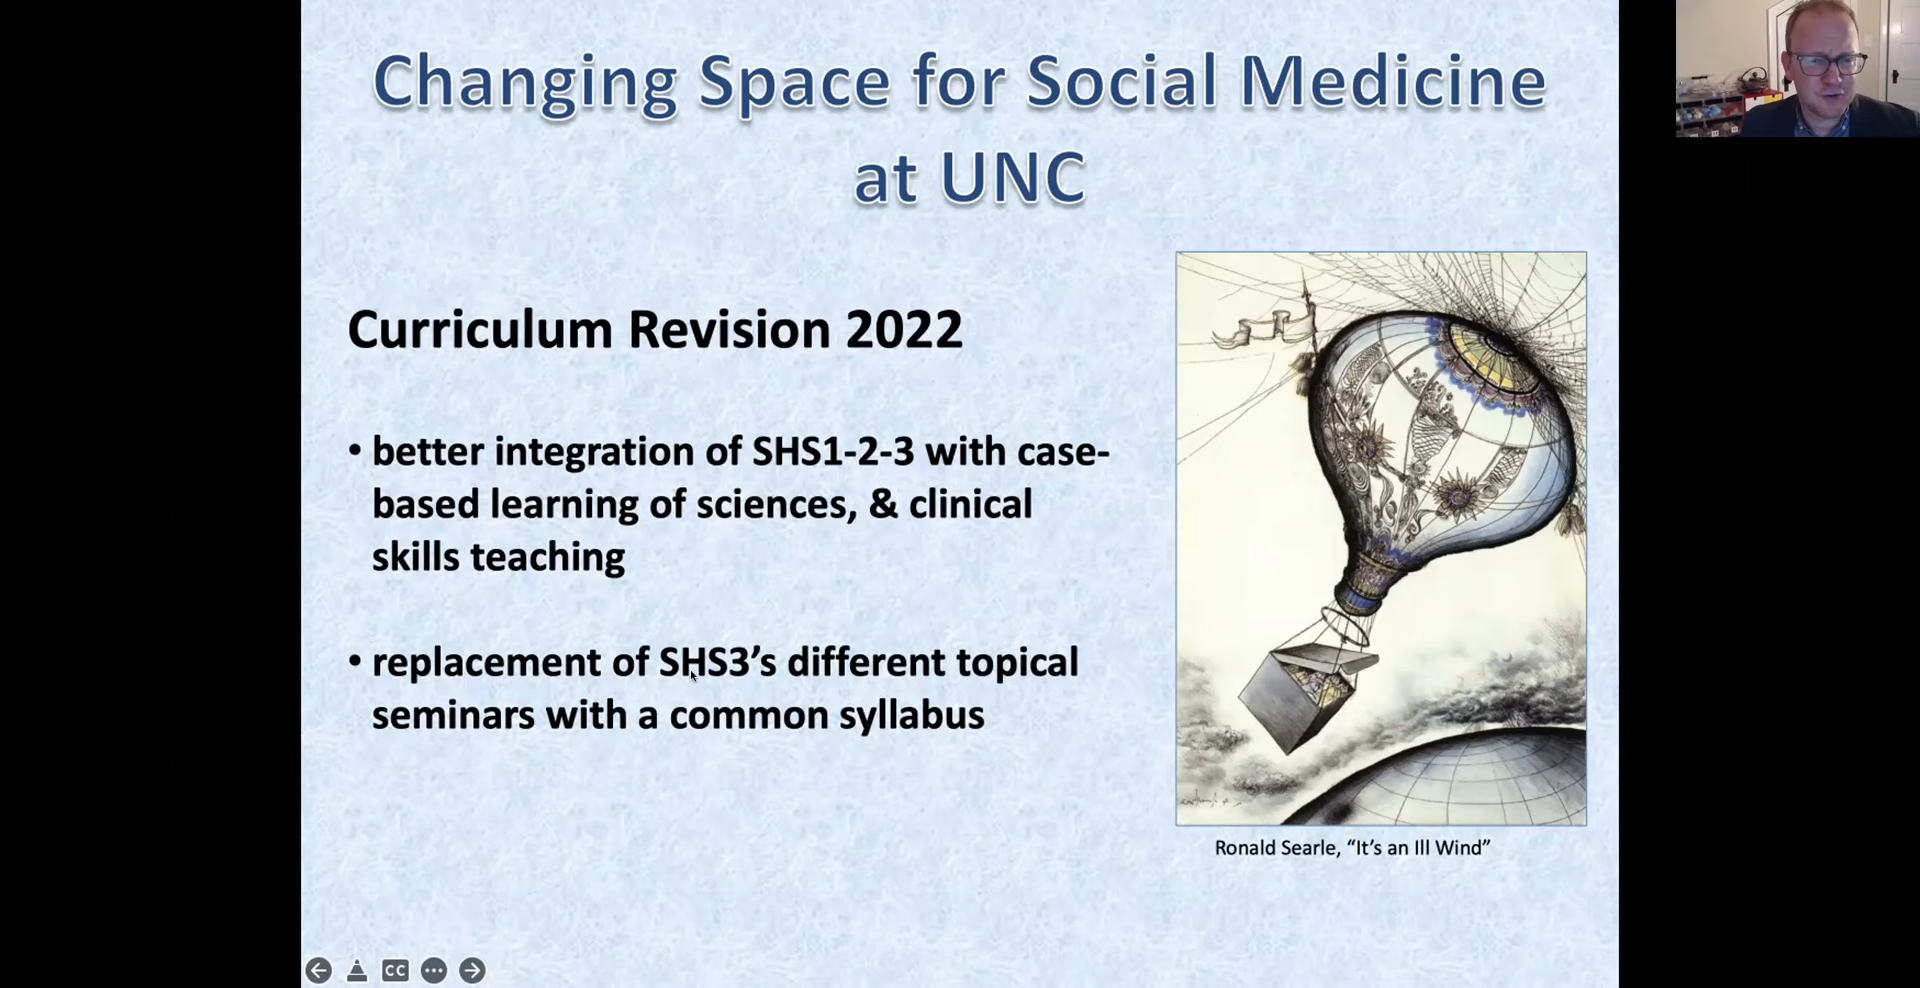 Changing Space for Social Medicine
at UNC
Curriculum Revision 2022
• better integration of SHS1-2-3 with case-
based learning of sciences, & clinical
skills teaching
• replacement of SHS3’s different topical
seminars with a common syllabus
Ronald Searle, “It’s an Ill Wind”
CC